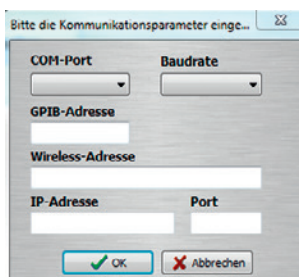 Bitte die Kommunikationsparameter einge...
COM-Port Baudrate
GPIB-Adresse
Wireless-Adresse
IP-Adresse Port
OK Abbrechen